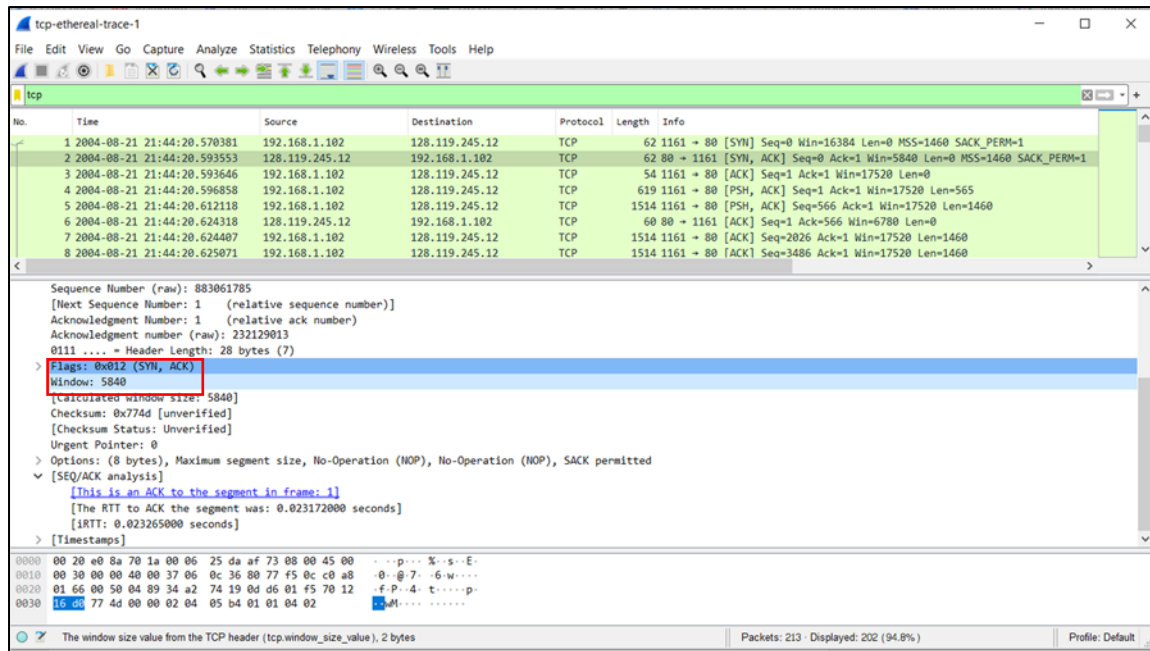 tcp-ethereal-trace-1
File Edit View Go Capture Analyze Statistics Telephony Wireless Tools Help
tcp
No. Time Source Destination Protocol Length Info
1 2004-08-21 21:44:20.570381 192.168.1.102 128.119.245.12 TCP 62 1161 → 80 [SYN] Seq=0 Win=16384 Len=0 MSS=1460 SACK_PERM=1
2 2004-08-21 21:44:20.593553 128.119.245.12 192.168.1.102 TCP 62 80 → 1161 [SYN, ACK] Seq=0 Ack=1 Win=5840 Len=0 MSS=1460 SACK_PERM=1
3 2004-08-21 21:44:20.593646 192.168.1.102 128.119.245.12 TCP 54 1161 → 80 [ACK] Seq=1 Ack=1 Win=17520 Len=0
4 2004-08-21 21:44:20.596858 192.168.1.102 128.119.245.12 TCP 619 1161 → 80 [PSH, ACK] Seq=1 Ack=1 Win=17520 Len=565
5 2004-08-21 21:44:20.612118 192.168.1.102 128.119.245.12 TCP 1514 1161 → 80 [PSH, ACK] Seq=566 Ack=1 Win=17520 Len=1460
6 2004-08-21 21:44:20.624318 128.119.245.12 192.168.1.102 TCP 60 80 → 1161 [ACK] Seq=1 Ack=566 Win=6780 Len=0
7 2004-08-21 21:44:20.624407 192.168.1.102 128.119.245.12 TCP 1514 1161 → 80 [ACK] Seq=2026 Ack=1 Win=17520 Len=1460
8 2004-08-21 21:44:20.625071 192.168.1.102 128.119.245.12 TCP 1514 1161 → 80 [ACK] Seq=3486 Ack=1 Win=17520 Len=1460
Sequence Number (raw): 883061785
[Next Sequence Number: 1 (relative sequence number)]
Acknowledgment Number: 1 (relative ack number)
Acknowledgment number (raw): 232129013
0111 .... = Header Length: 28 bytes (7)
Flags: 0x012 (SYN, ACK)
Window: 5840
[Calculated window size: 5840]
Checksum: 0x774d [unverified]
[Checksum Status: Unverified]
Urgent Pointer: 0
Options: (8 bytes), Maximum segment size, No-Operation (NOP), No-Operation (NOP), SACK permitted
[SEQ/ACK analysis]
[This is an ACK to the segment in frame: 1]
[The RTT to ACK the segment was: 0.023172000 seconds]
[iRTT: 0.023265000 seconds]
[Timestamps]
0000 00 20 e0 8a 70 1a 00 06 25 da af 73 08 00 45 00 · ··p··· %··s··E·
0010 00 30 00 00 40 00 37 06 0c 36 80 77 f5 0c c0 a8 ·0··@·7· ·6·w····
0020 01 66 00 50 04 89 34 a2 74 19 0d d6 01 f5 70 12 ·f·P··4· t·····p·
0030 16 d0 77 4d 00 00 02 04 05 b4 01 01 04 02 ··wM···· ······
The window size value from the TCP header (tcp.window_size_value), 2 bytes Packets: 213 · Displayed: 202 (94.8%) Profile: Default